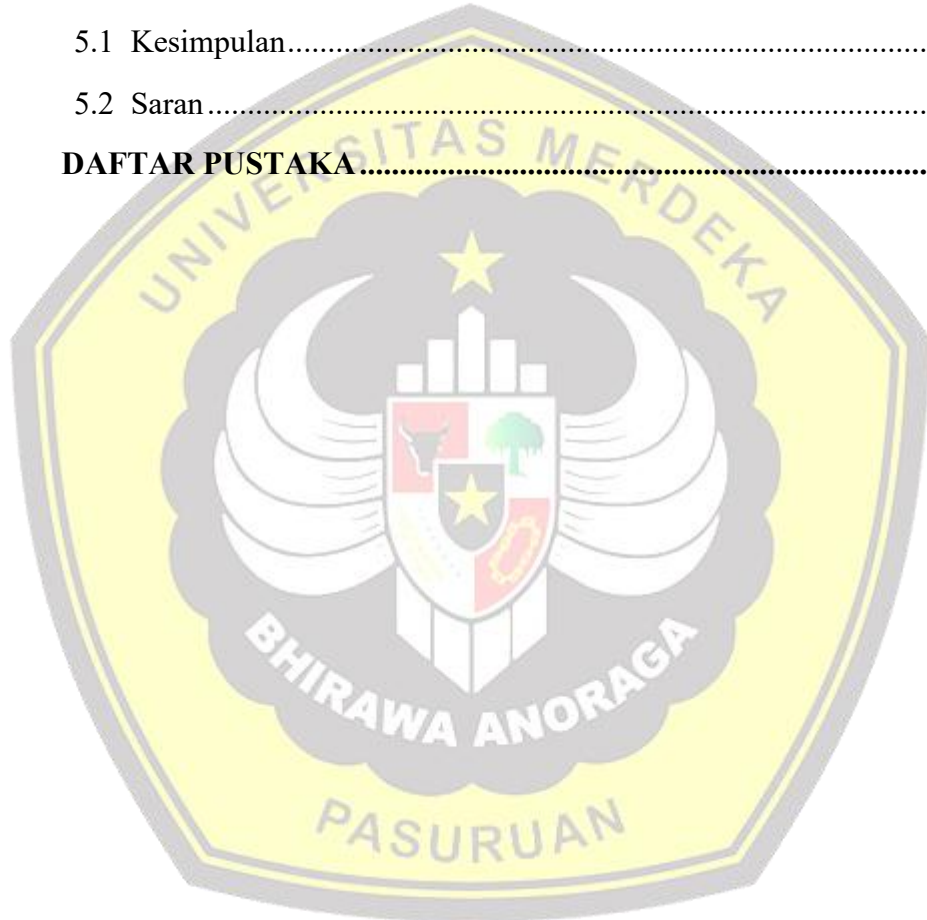 5.1 Kesimpulan........................................................................................
5.2 Saran..................................................................................................
DAFTAR PUSTAKA.......................................................................
UNIVERSITAS MERDEKA
BHIRAWA ANORAGA
PASURUAN